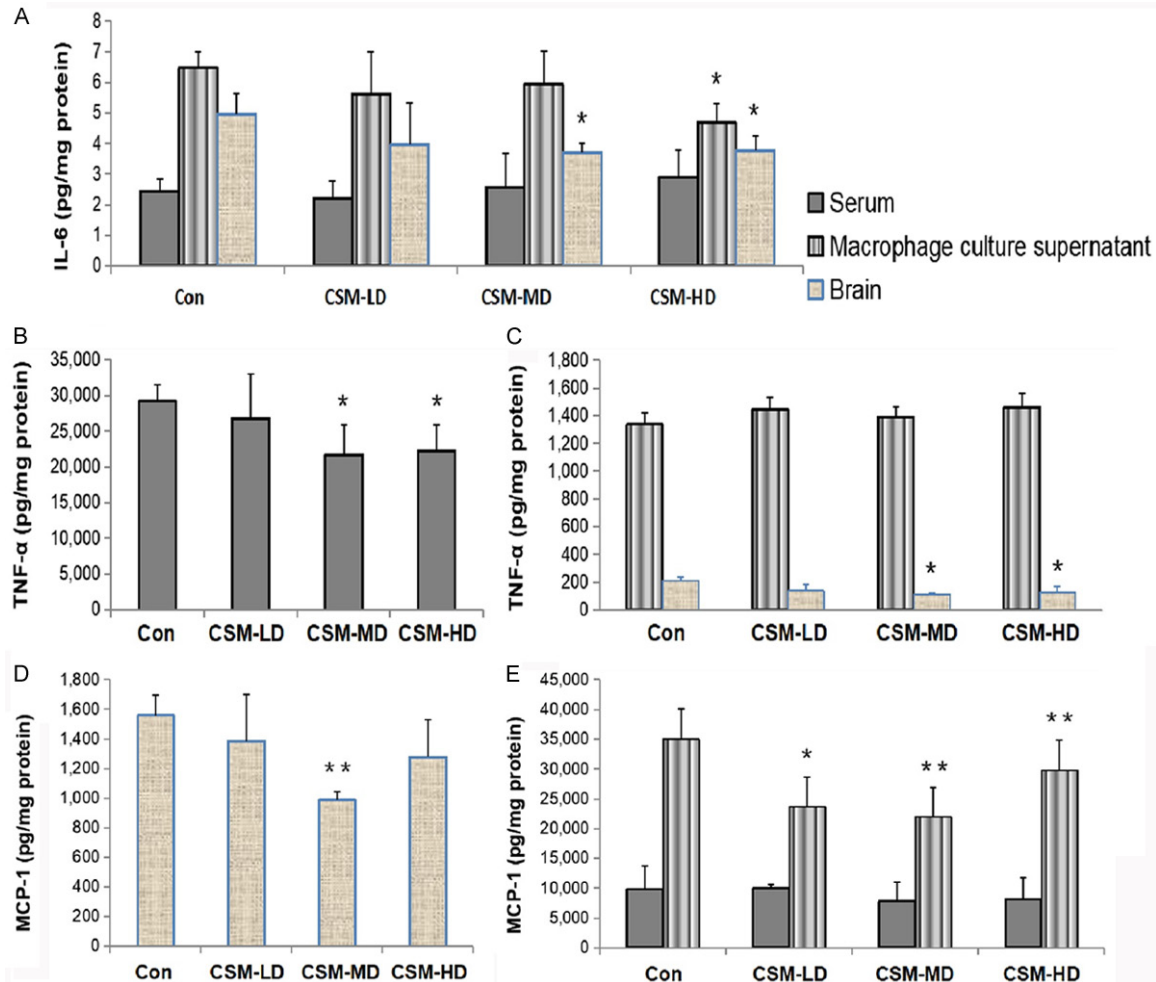 A
IL-6 (pg/mg protein)
8
7
6
5
4
3
2
1
0
*
*
*
Con
CSM-LD
CSM-MD
CSM-HD
Serum
Macrophage culture supernatant
Brain
B
TNF-α (pg/mg protein)
35,000
30,000
25,000
20,000
15,000
10,000
5,000
0
*
*
Con
CSM-LD
CSM-MD
CSM-HD
C
TNF-α (pg/mg protein)
1,800
1,600
1,400
1,200
1,000
800
600
400
200
0
*
*
Con
CSM-LD
CSM-MD
CSM-HD
D
MCP-1 (pg/mg protein)
1,800
1,600
1,400
1,200
1,000
800
600
400
200
0
**
Con
CSM-LD
CSM-MD
CSM-HD
E
MCP-1 (pg/mg protein)
45,000
40,000
35,000
30,000
25,000
20,000
15,000
10,000
5,000
0
*
**
**
Con
CSM-LD
CSM-MD
CSM-HD